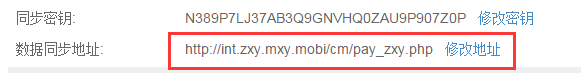 同步密钥: N389P7LJ37AB3Q9GNVHQ0ZAU9P907Z0P 修改密钥
数据同步地址: http://int.zxy.mxy.mobi/cm/pay_zxy.php 修改地址